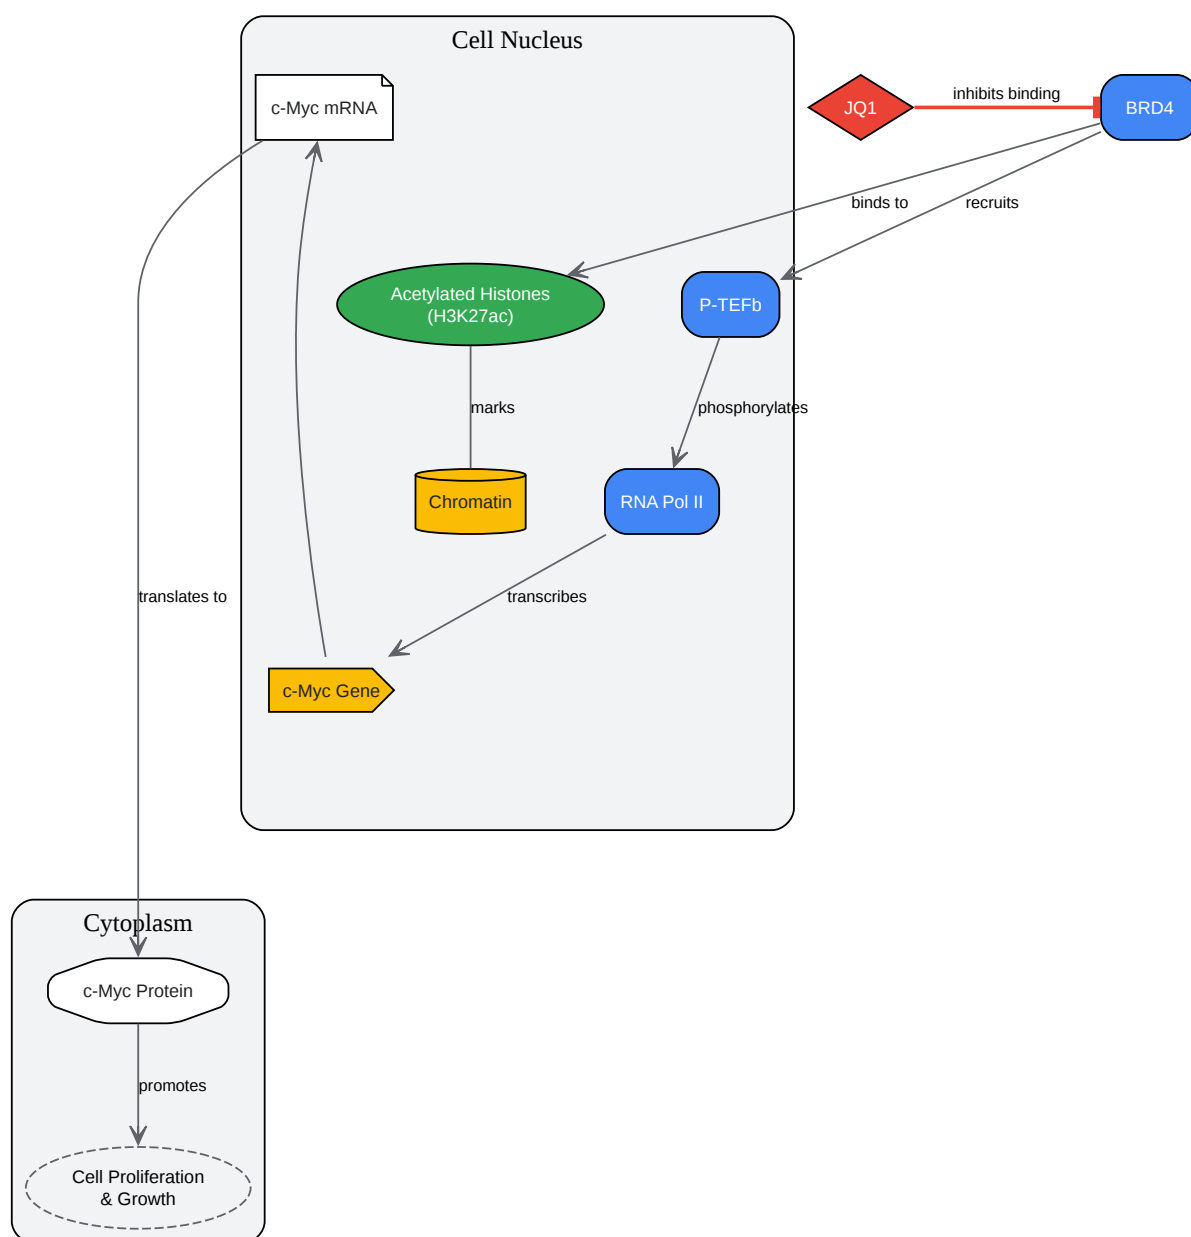 Cell Nucleus
c-Myc mRNA
JQ1
inhibits binding
BRD4
binds to
recruits
Acetylated Histones
(H3K27ac)
P-TEFb
marks
phosphorylates
Chromatin
RNA Pol II
translates to
transcribes
c-Myc Gene
Cytoplasm
c-Myc Protein
promotes
Cell Proliferation
& Growth